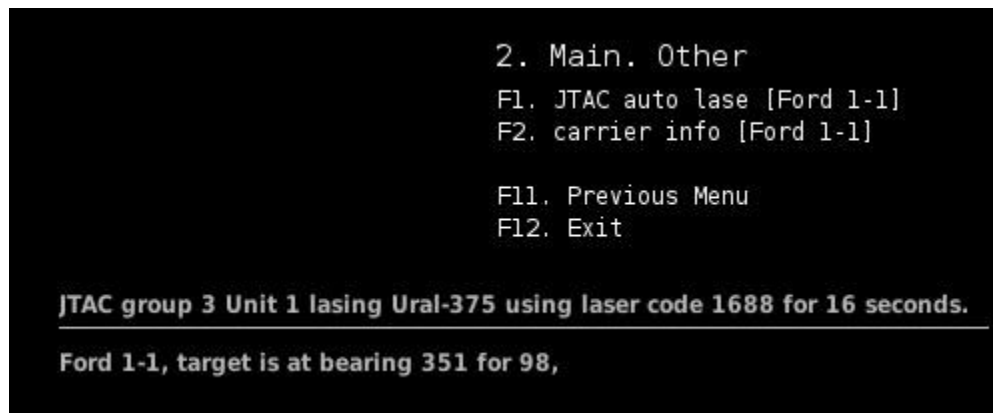 2. Main. Other
F1. JTAC auto lase [Ford 1-1]
F2. carrier info [Ford 1-1]
F11. Previous Menu
F12. Exit
JTAC group 3 Unit 1 lasing Ural-375 using laser code 1688 for 16 seconds.
Ford 1-1, target is at bearing 351 for 98,